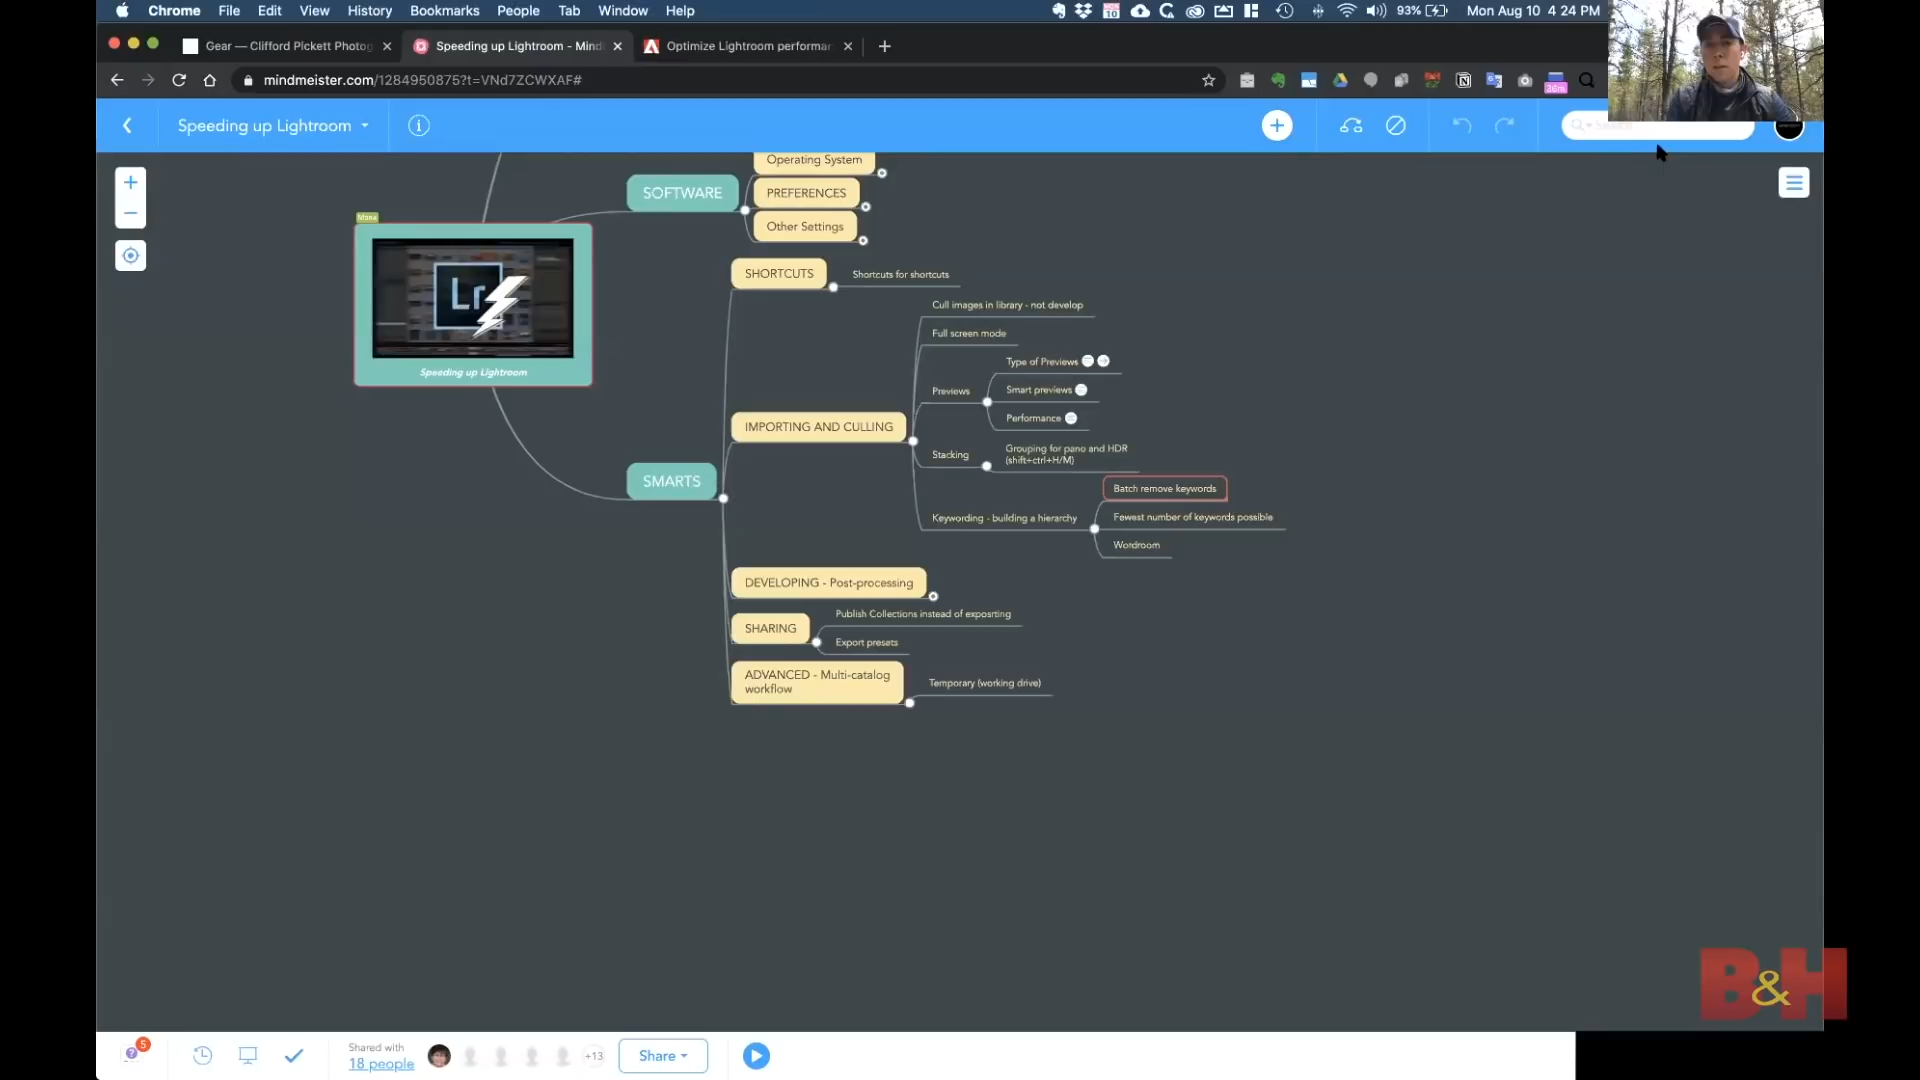 Chrome File Edit View History Bookmarks People Tab Window Help
93% Mon Aug 10 4:24 PM
Gear — Clifford Pickett Photog
Speeding up Lightroom - Mind
Optimize Lightroom performan
mindmeister.com/1284950875?t=VNd7ZCWXAF#
26m
Speeding up Lightroom
Operating System
SOFTWARE
PREFERENCES
Other Settings
Mona
Lr
Speeding up Lightroom
SHORTCUTS
Shortcuts for shortcuts
Cull images in library - not develop
Full screen mode
Type of Previews
Previews
Smart previews
Performance
IMPORTING AND CULLING
Stacking
Grouping for pano and HDR
(shift+ctrl+H/M)
SMARTS
Batch remove keywords
Keywording - building a hierarchy
Fewest number of keywords possible
Wordroom
DEVELOPING - Post-processing
Publish Collections instead of exposrting
SHARING
Export presets
ADVANCED - Multi-catalog
workflow
Temporary (working drive)
B&H
5
Shared with
18 people
+13
Share